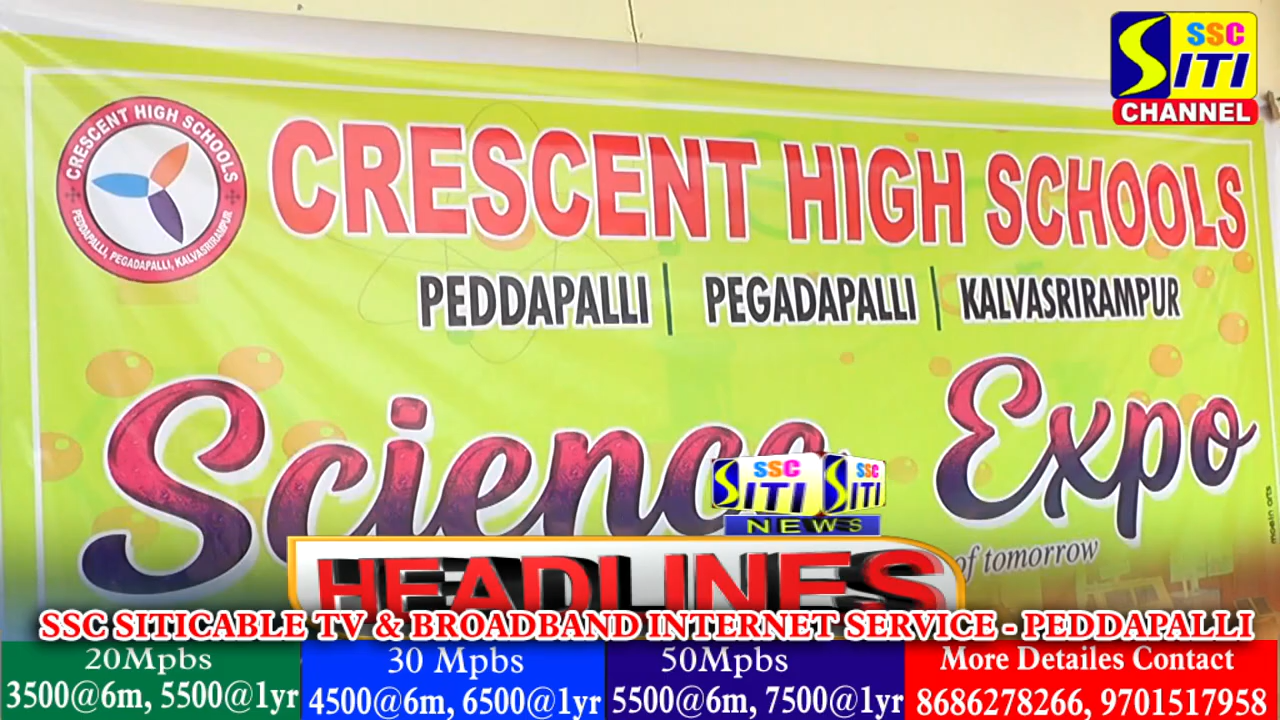 SSC
SITI
CHANNEL
CRESCENT HIGH SCHOOLS
PEDDAPALLI, PEGADAPALLI, KALVASRIRAMPUR
CRESCENT HIGH SCHOOLS
PEDDAPALLI | PEGADAPALLI | KALVASRIRAMPUR
Science Expo
of tomorrow
moein arts
SSC SSC
SITI SITI
NEWS
HEADLINES
SSC SITICABLE TV & BROADBAND INTERNET SERVICE - PEDDAPALLI
20Mpbs 30 Mpbs 50Mpbs More Detailes Contact
3500@6m, 5500@1yr 4500@6m, 6500@1yr 5500@6m, 7500@1yr 8686278266, 9701517958